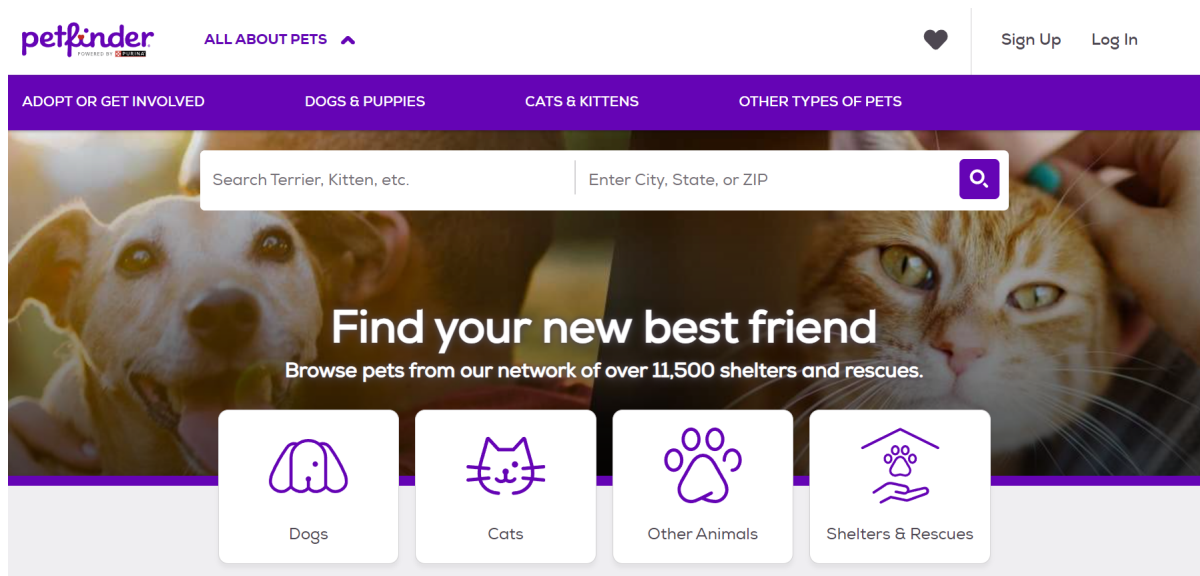 petfinder
POWERED BY PURINA
ALL ABOUT PETS
Sign Up
Log In
ADOPT OR GET INVOLVED
DOGS & PUPPIES
CATS & KITTENS
OTHER TYPES OF PETS
Search Terrier, Kitten, etc.
Enter City, State, or ZIP
Find your new best friend
Browse pets from our network of over 11,500 shelters and rescues.
Dogs
Cats
Other Animals
Shelters & Rescues